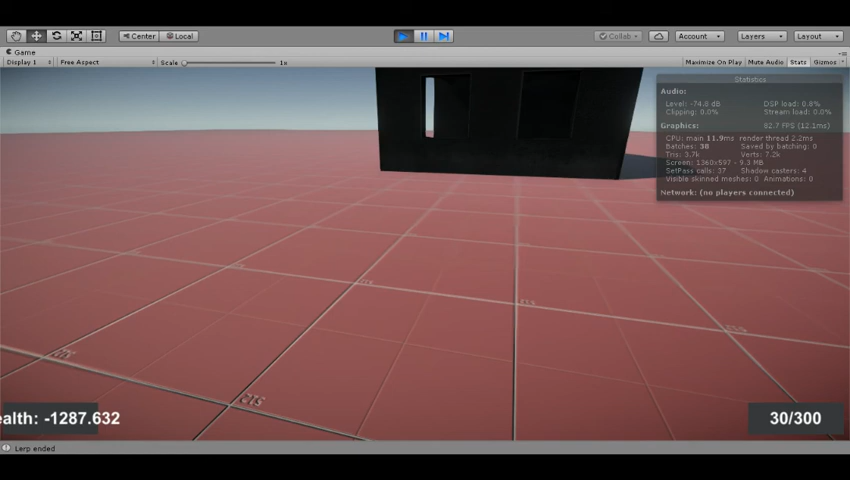 Center Local Collab Account Layers Layout
Game
Display 1 Free Aspect Scale 1x Maximize On Play Mute Audio Stats Gizmos
Statistics
Audio:
Level: -74.8 dB DSP load: 0.8%
Clipping: 0.0% Stream load: 0.0%
Graphics: 82.7 FPS (12.1ms)
CPU: main 11.9ms render thread 2.2ms
Batches: 38 Saved by batching: 0
Tris: 3.7k Verts: 7.2k
Screen: 1360x597 - 9.3 MB
SetPass calls: 37 Shadow casters: 4
Visible skinned meshes: 0 Animations: 0
Network: (no players connected)
CTS
ealth: -1287.632
30/300
Lerp ended